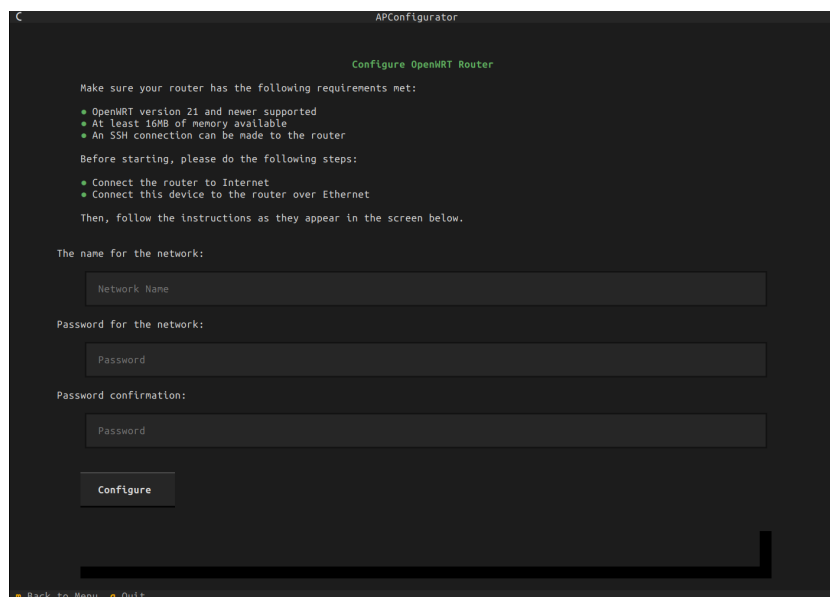 C APConfigurator
Configure OpenWRT Router
Make sure your router has the following requirements met:
• OpenWRT version 21 and newer supported
• At least 16MB of memory available
• An SSH connection can be made to the router
Before starting, please do the following steps:
• Connect the router to Internet
• Connect this device to the router over Ethernet
Then, follow the instructions as they appear in the screen below.
The name for the network:
Network Name
Password for the network:
Password
Password confirmation:
Password
Configure
m Back to Menu q Quit